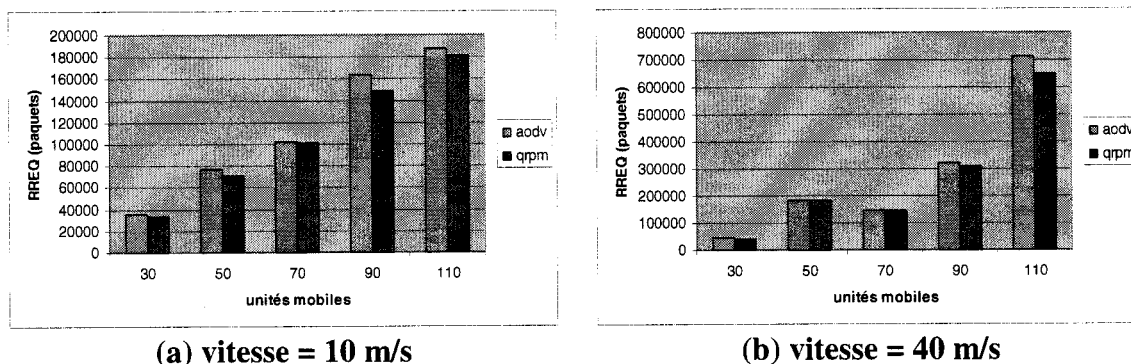 200000
180000
160000
140000
120000
100000
80000
60000
40000
20000
0
RREQ (paquets)
30 50 70 90 110
unités mobiles
aodv
qrpm
(a) vitesse = 10 m/s
800000
700000
600000
500000
400000
300000
200000
100000
0
RREQ (paquets)
30 50 70 90 110
unités mobiles
aodv
qrpm
(b) vitesse = 40 m/s